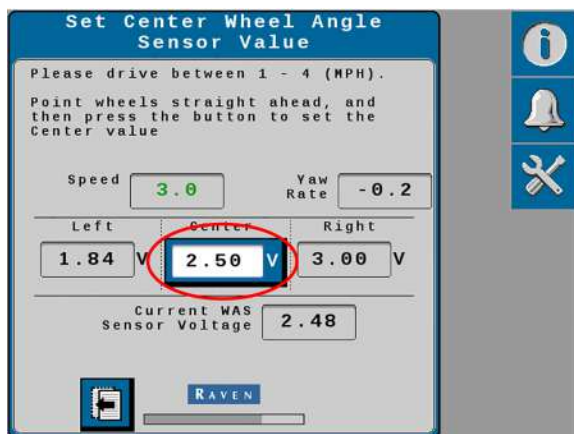 Set Center Wheel Angle
Sensor Value
Please drive between 1 - 4 (MPH).
Point wheels straight ahead, and
then press the button to set the
Center value
Speed 3.0 Yaw Rate -0.2
Left Center Right
1.84 V 2.50 V 3.00 V
Current WAS
Sensor Voltage 2.48
RAVEN